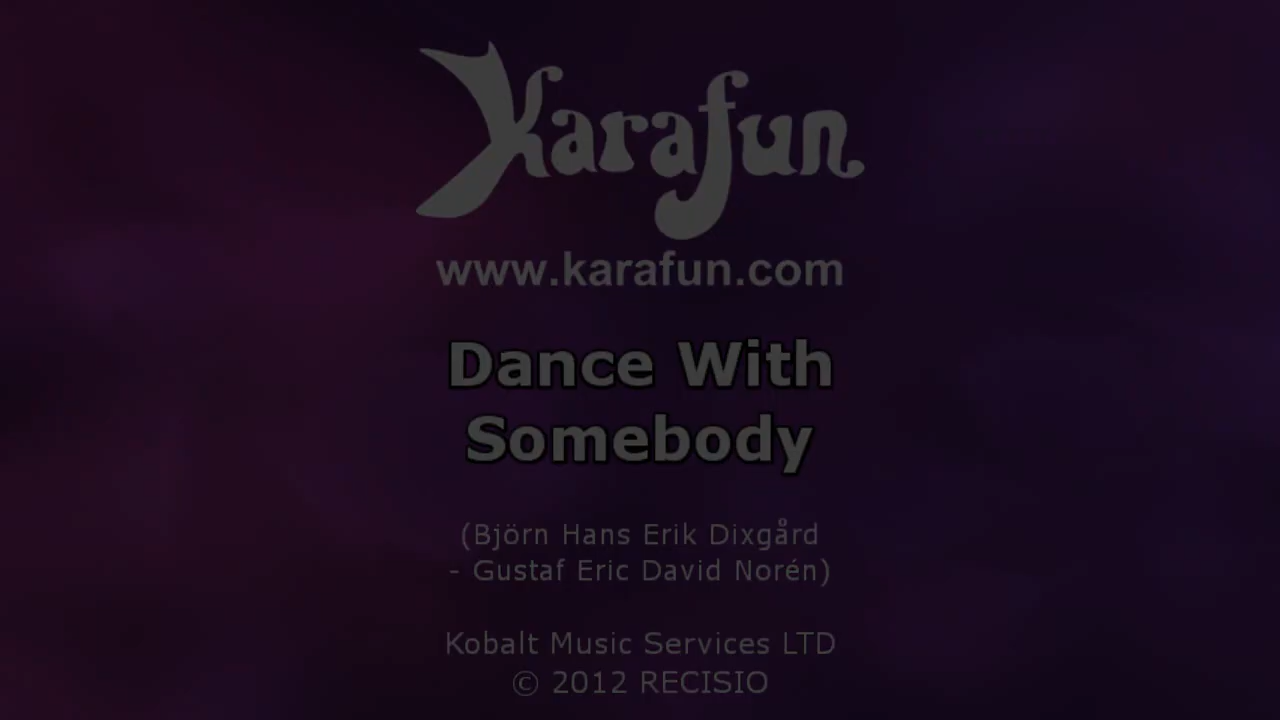 Karafun
www.karafun.com
Dance With
Somebody
(Björn Hans Erik Dixgård
- Gustaf Eric David Norén)
Kobalt Music Services LTD
© 2012 RECISIO